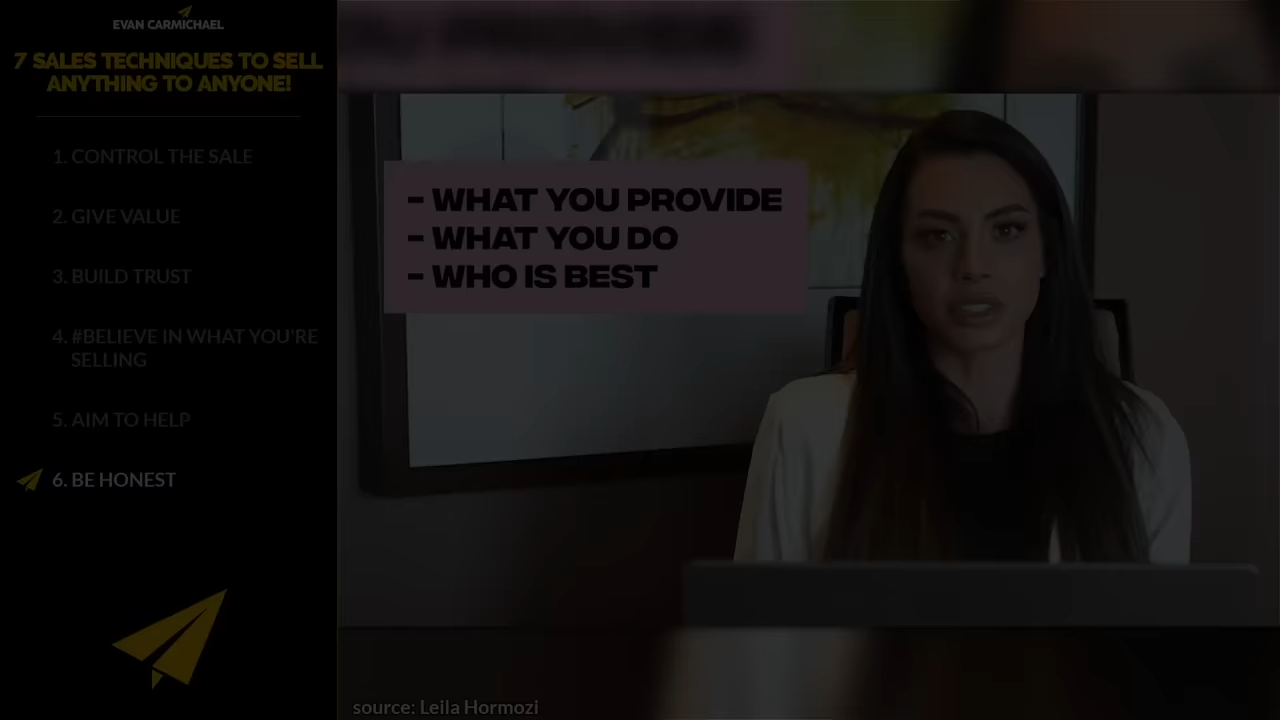 EVAN CARMICHAEL
7 SALES TECHNIQUES TO SELL
ANYTHING TO ANYONE!
1. CONTROL THE SALE
2. GIVE VALUE
3. BUILD TRUST
4. #BELIEVE IN WHAT YOU'RE
SELLING
5. AIM TO HELP
6. BE HONEST
- WHAT YOU PROVIDE
- WHAT YOU DO
- WHO IS BEST
source: Leila Hormozi